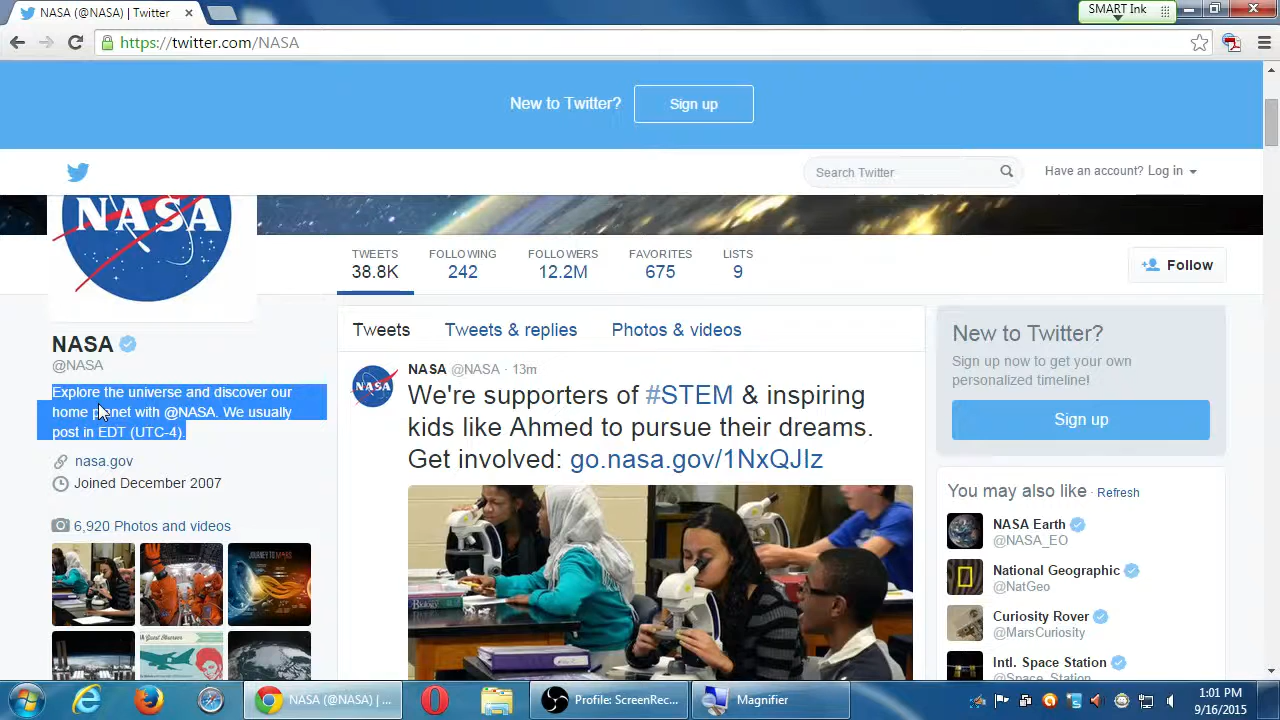 NASA (@NASA) | Twitter
SMART Ink
https://twitter.com/NASA
New to Twitter?
Sign up
Search Twitter
Have an account? Log in
NASA
TWEETS
38.8K
FOLLOWING
242
FOLLOWERS
12.2M
FAVORITES
675
LISTS
9
Follow
NASA
@NASA
Explore the universe and discover our
home planet with @NASA. We usually
post in EDT (UTC-4).
nasa.gov
Joined December 2007
6,920 Photos and videos
JOURNEY TO MARS
Tweets
Tweets & replies
Photos & videos
NASA @NASA · 13m
We're supporters of #STEM & inspiring
kids like Ahmed to pursue their dreams.
Get involved: go.nasa.gov/1NxQJIz
NASA
Biology
New to Twitter?
Sign up now to get your own
personalized timeline!
Sign up
You may also like · Refresh
NASA Earth
@NASA_EO
National Geographic
@NatGeo
Curiosity Rover
@MarsCuriosity
Intl. Space Station
@Space_Station
NASA (@NASA) | ...
Profile: ScreenRec...
Magnifier
1:01 PM
9/16/2015